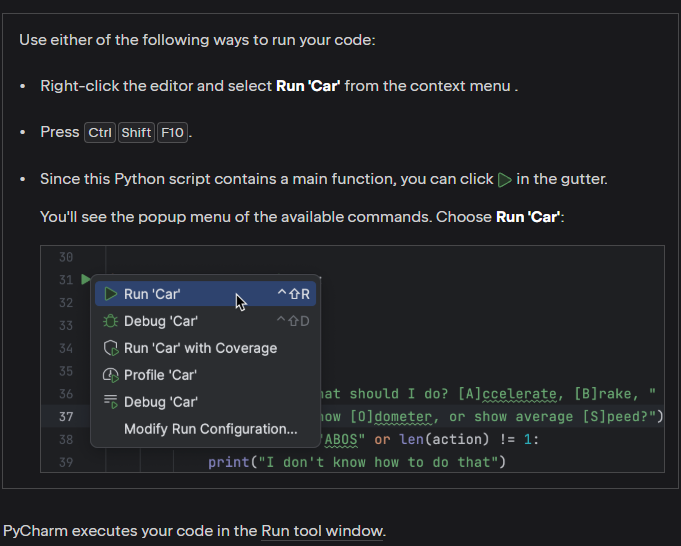 Use either of the following ways to run your code:
• Right-click the editor and select Run 'Car' from the context menu .
• Press Ctrl Shift F10.
• Since this Python script contains a main function, you can click in the gutter.
You'll see the popup menu of the available commands. Choose Run 'Car':
30
31
Run 'Car' ^⇧R
32
Debug 'Car' ^⇧D
33
34
Run 'Car' with Coverage
35
Profile 'Car'
36
hat should I do? [A]ccelerate, [B]rake, "
Debug 'Car'
37
how [O]dometer, or show average [S]peed?")
Modify Run Configuration...
38
"ABOS" or len(action) != 1:
39 print("I don't know how to do that")
PyCharm executes your code in the Run tool window.